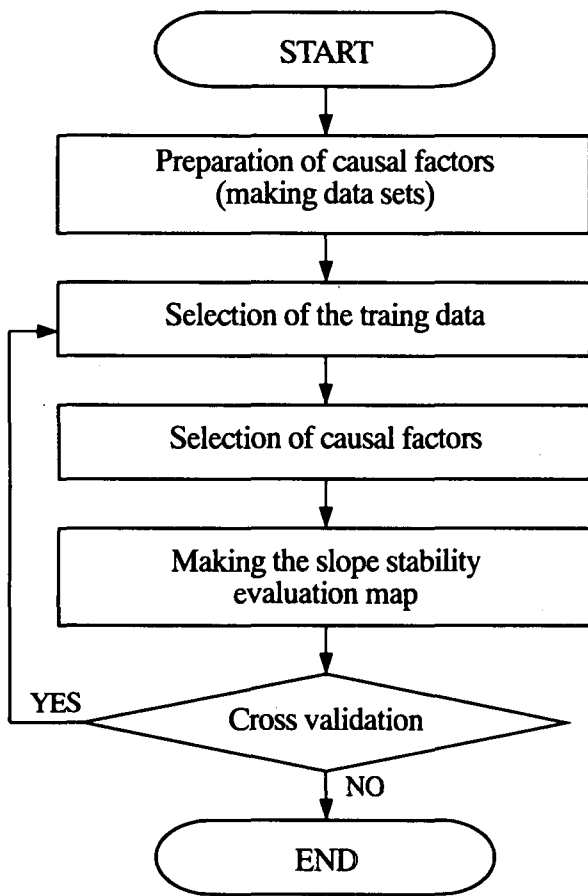 START
Preparation of causal factors
(making data sets)
Selection of the traing data
Selection of causal factors
Making the slope stability
evaluation map
YES
Cross validation
NO
END